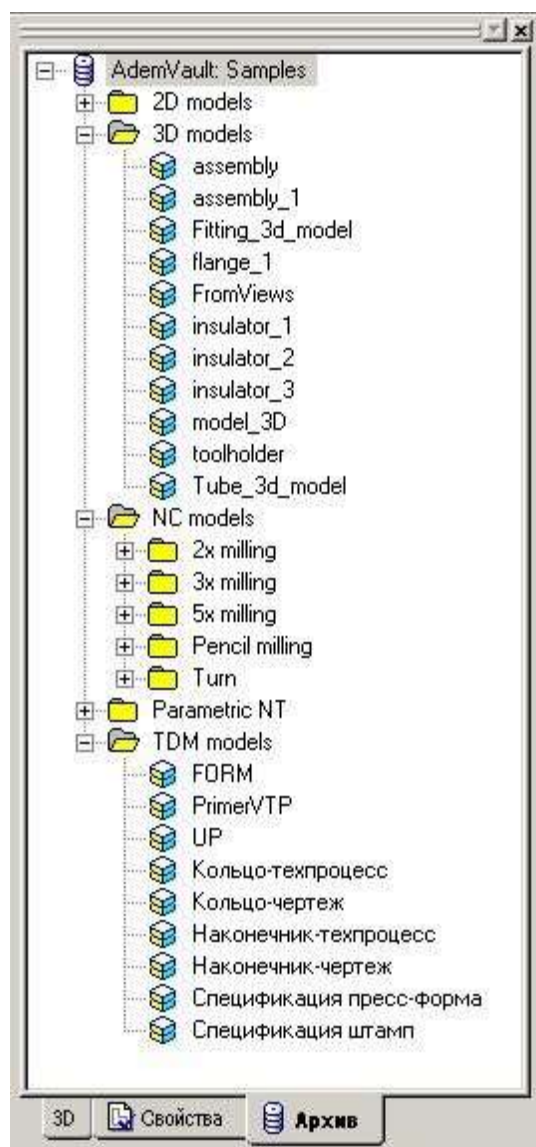 AdemVault: Samples
2D models
3D models
assembly
assembly_1
Fitting_3d_model
flange_1
FromViews
insulator_1
insulator_2
insulator_3
model_3D
toolholder
Tube_3d_model
NC models
2x milling
3x milling
5x milling
Pencil milling
Turn
Parametric NT
TDM models
FORM
PrimerVTP
UP
Кольцо-техпроцесс
Кольцо-чертеж
Наконечник-техпроцесс
Наконечник-чертеж
Спецификация пресс-форма
Спецификация штамп
3D Свойства Архив